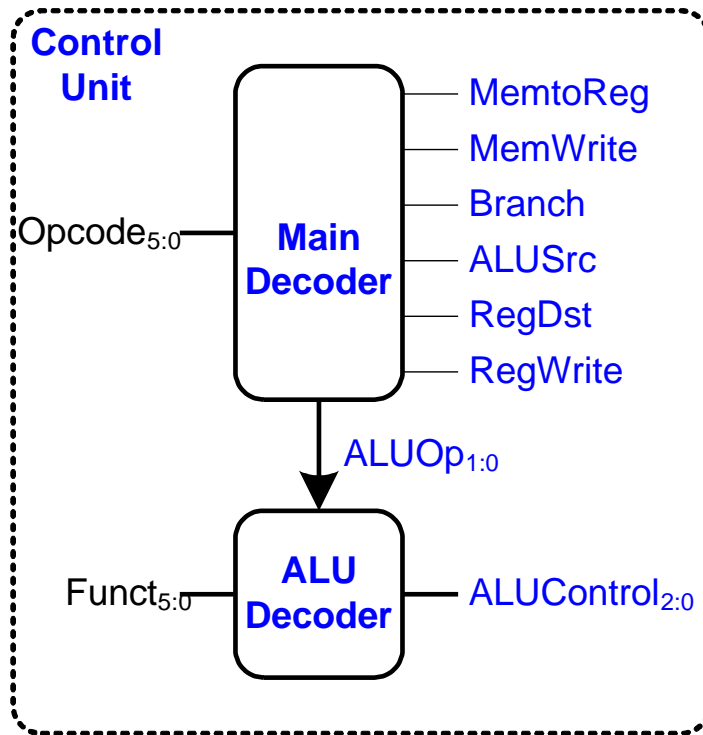 Control
Unit
MemtoReg
MemWrite
Branch
Opcode5:0
Main
Decoder
ALUSrc
RegDst
RegWrite
ALUOp1:0
ALU
Decoder
Funct5:0
ALUControl2:0